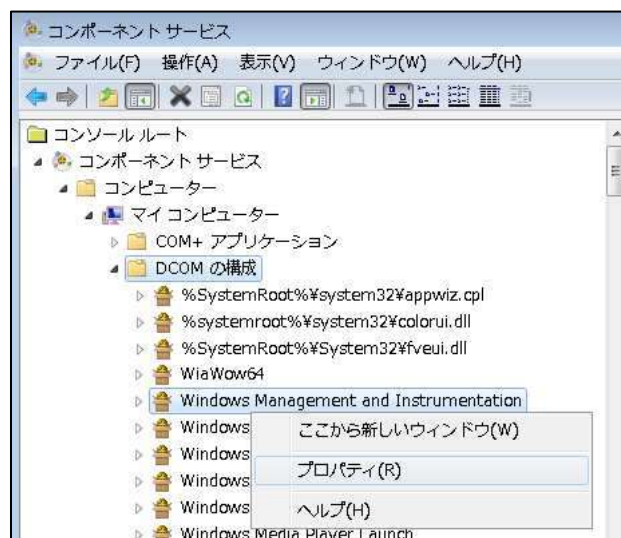 コンポーネント サービス
ファイル(F) 操作(A) 表示(V) ウィンドウ(W) ヘルプ(H)
コンソール ルート
コンポーネント サービス
コンピューター
マイ コンピューター
COM+ アプリケーション
DCOM の構成
%SystemRoot%¥system32¥appwiz.cpl
%systemroot%¥system32¥colorui.dll
%SystemRoot%¥System32¥fveui.dll
WiaWow64
Windows Management and Instrumentation
Windows
ここから新しいウィンドウ(W)
Windows
プロパティ(R)
Windows
Windows
ヘルプ(H)
Windows Media Player Launch